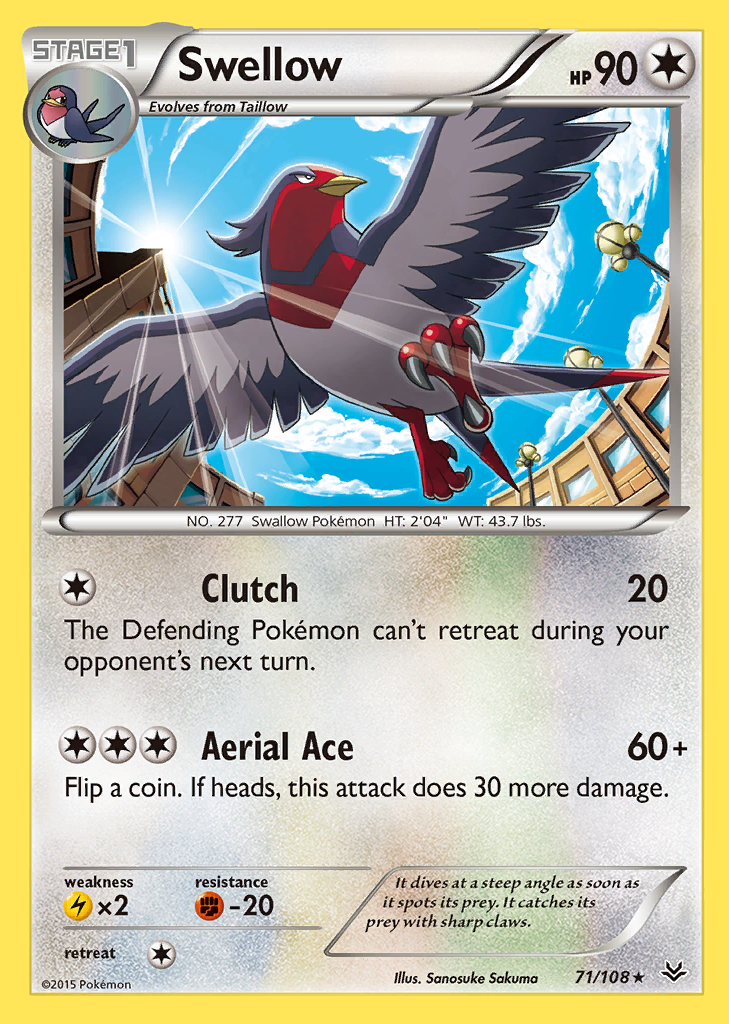 STAGE1
Swellow
HP 90
Evolves from Taillow
NO. 277 Swallow Pokémon HT: 2'04" WT: 43.7 lbs.
Clutch 20
The Defending Pokémon can't retreat during your
opponent's next turn.
Aerial Ace 60+
Flip a coin. If heads, this attack does 30 more damage.
weakness resistance
×2 -20
retreat
It dives at a steep angle as soon as
it spots its prey. It catches its
prey with sharp claws.
©2015 Pokémon
Illus. Sanosuke Sakuma
71/108 ★